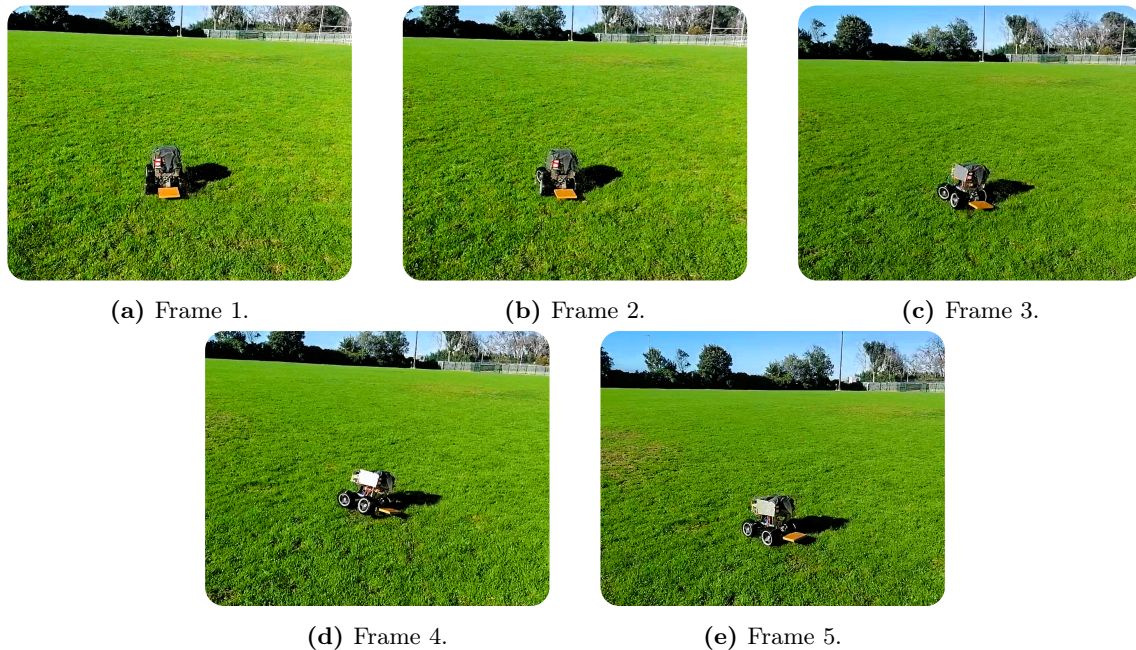 (a) Frame 1.
(b) Frame 2.
(c) Frame 3.
(d) Frame 4.
(e) Frame 5.